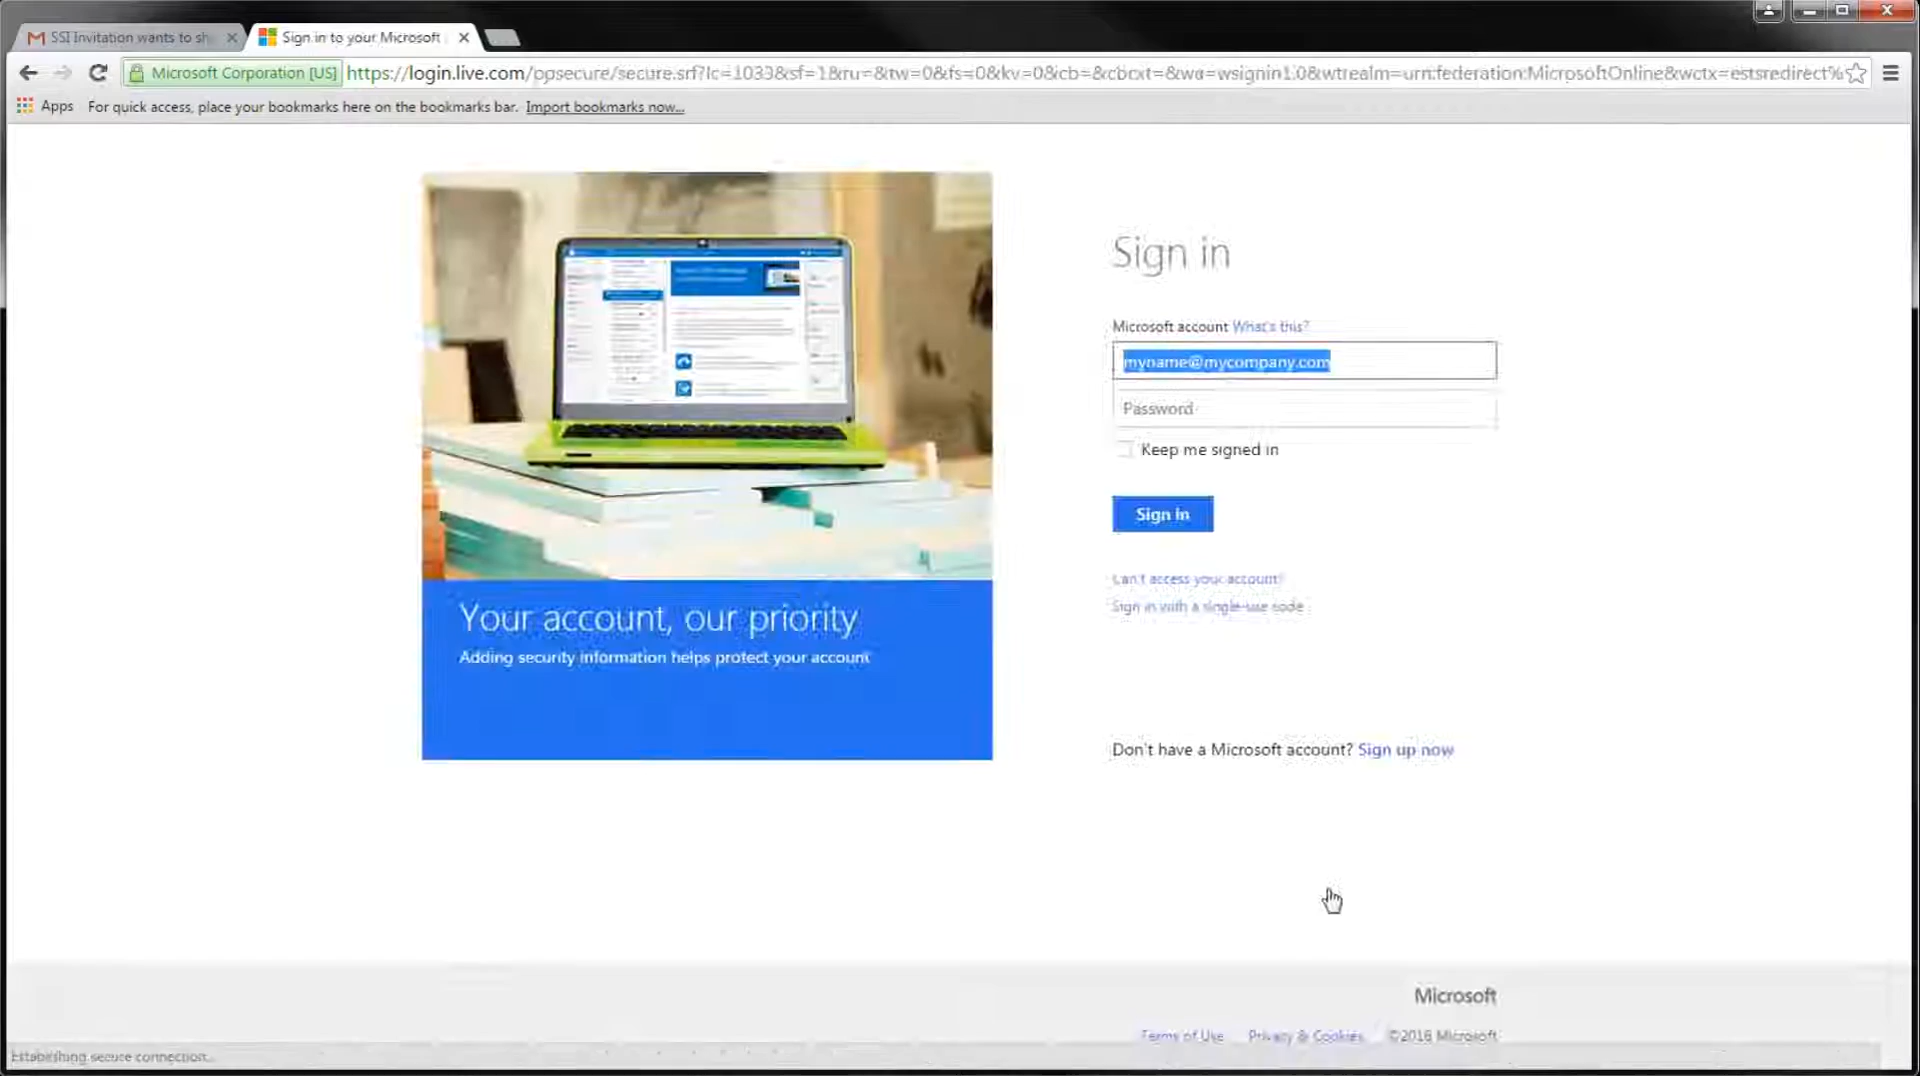 SSI Invitation wants to sh
Sign in to your Microsoft
Microsoft Corporation [US] https://login.live.com/ppsecure/secure.srf?lc=1033&sf=1&ru=&tw=0&fs=0&kv=0&cb=&cbcxt=&wa=wsignin1.0&wtrealm=urn:federation:MicrosoftOnline&wctx=estsredirect%
Apps For quick access, place your bookmarks here on the bookmarks bar. Import bookmarks now...
Sign in
Microsoft account What's this?
myname@mycompany.com
Password
Keep me signed in
Sign in
Can't access your account?
Sign in with a single-use code
Your account, our priority
Adding security information helps protect your account
Don't have a Microsoft account? Sign up now
Microsoft
Terms of Use Privacy & Cookies ©2016 Microsoft
Establishing secure connection...